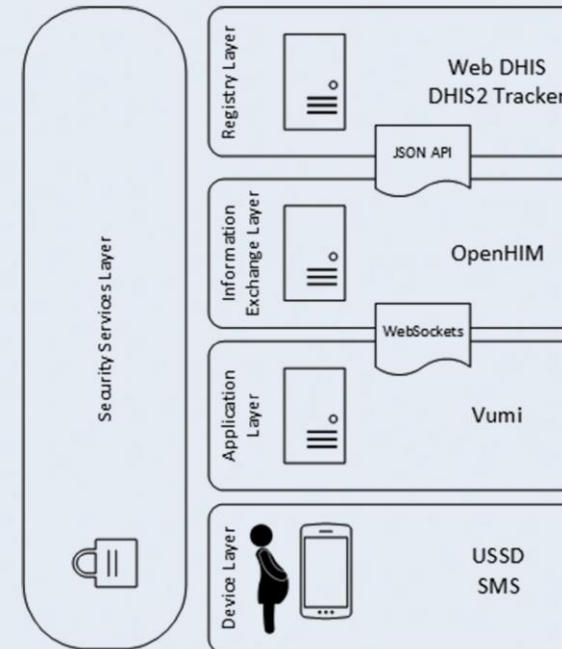 Security Services Layer
Registry Layer
Web DHIS
DHIS2 Tracker
JSON API
Information
Exchange Layer
OpenHIM
WebSockets
Application
Layer
Vumi
Device Layer
USSD
SMS